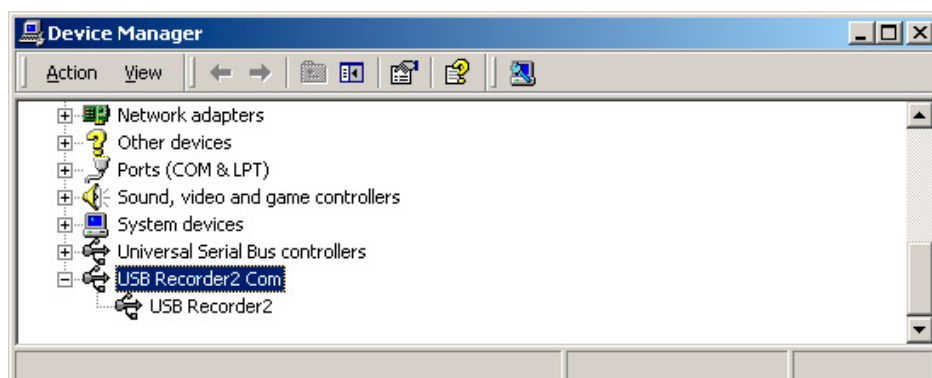 Device Manager
Action View
Network adapters
Other devices
Ports (COM & LPT)
Sound, video and game controllers
System devices
Universal Serial Bus controllers
USB Recorder2 Com
USB Recorder2